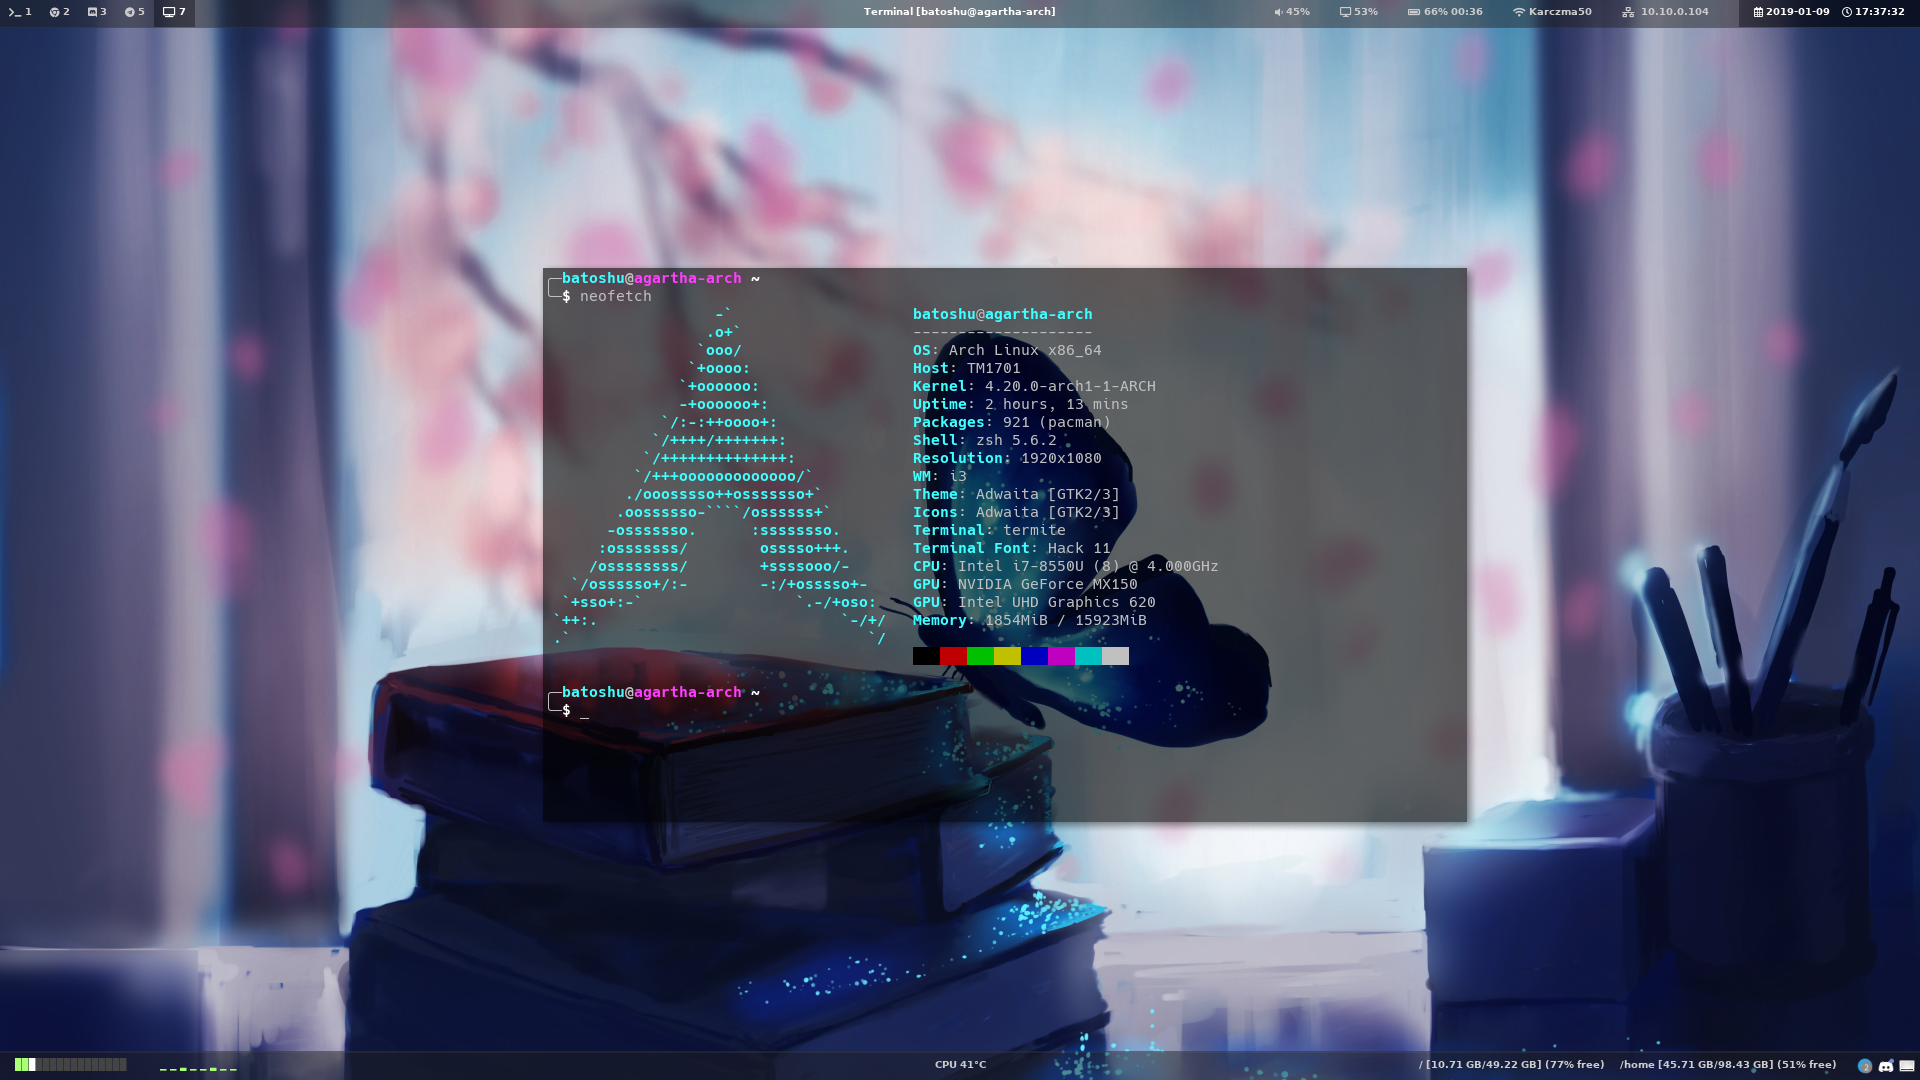 1 2 3 5 7
Terminal [batoshu@agartha-arch]
45% 53% 66% 00:36 Karczma50 10.10.0.104 2019-01-09 17:37:32
batoshu@agartha-arch ~
$ neofetch
-`
.o+`
`ooo/
`+oooo:
`+oooooo:
-+oooooo+:
`/:-:++oooo+:
`/++++/+++++++:
`/++++++++++++++:
`/+++ooooooooooooo/`
./ooosssso++osssssso+`
.oossssso-````/ossssss+`
-osssssso.      :ssssssso.
:osssssss/        osssso+++.
/ossssssss/        +ssssooo/-
`/ossssso+/:-        -:/+osssso+-
`+sso+:-`                 `.-/+oso:
`++:.                           `-/+/
.`                                 `/
batoshu@agartha-arch
--------------------
OS: Arch Linux x86_64
Host: TM1701
Kernel: 4.20.0-arch1-1-ARCH
Uptime: 2 hours, 13 mins
Packages: 921 (pacman)
Shell: zsh 5.6.2
Resolution: 1920x1080
WM: i3
Theme: Adwaita [GTK2/3]
Icons: Adwaita [GTK2/3]
Terminal: termite
Terminal Font: Hack 11
CPU: Intel i7-8550U (8) @ 4.000GHz
GPU: NVIDIA GeForce MX150
GPU: Intel UHD Graphics 620
Memory: 1854MiB / 15923MiB
batoshu@agartha-arch ~
$ _
CPU 41°C
/ [10.71 GB/49.22 GB] (77% free) /home [45.71 GB/98.43 GB] (51% free)